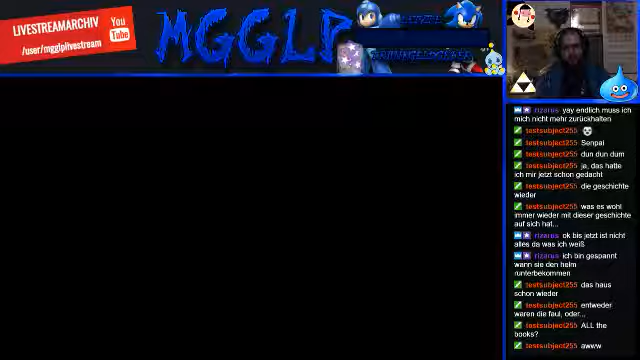 LIVESTREAMARCHIV
You
Tube
/user/mgglplivestream
MGGLP
rizarus yay endlich muss ich
mich nicht mehr zurückhalten
testsubject255
testsubject255 Senpai
testsubject255 dun dun dum
testsubject255 ja, das hatte
ich mir jetzt schon gedacht
testsubject255 die geschichte
wieder
testsubject255 was es wohl
immer wieder mit dieser geschichte
auf sich hat...
rizarus ok bis jetzt ist nicht
alles da was ich weiß
rizarus ich bin gespannt
wann sie den helm
runterbekommen
testsubject255 das haus
schon wieder
testsubject255 entweder
waren die faul, oder...
testsubject255 ALL the
books?
testsubject255 awww